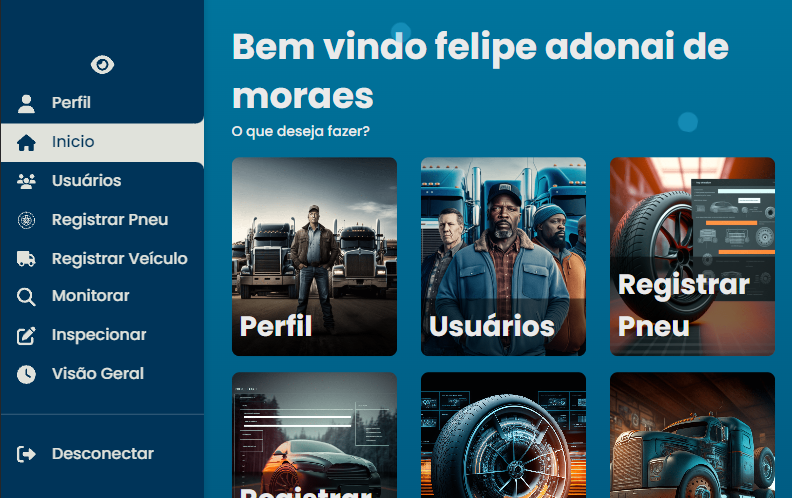 Perfil
Inicio
Usuários
Registrar Pneu
Registrar Veículo
Monitorar
Inspecionar
Visão Geral
Desconectar
Bem vindo felipe adonai de
moraes
O que deseja fazer?
Perfil
Usuários
Registrar
Pneu
Registrar